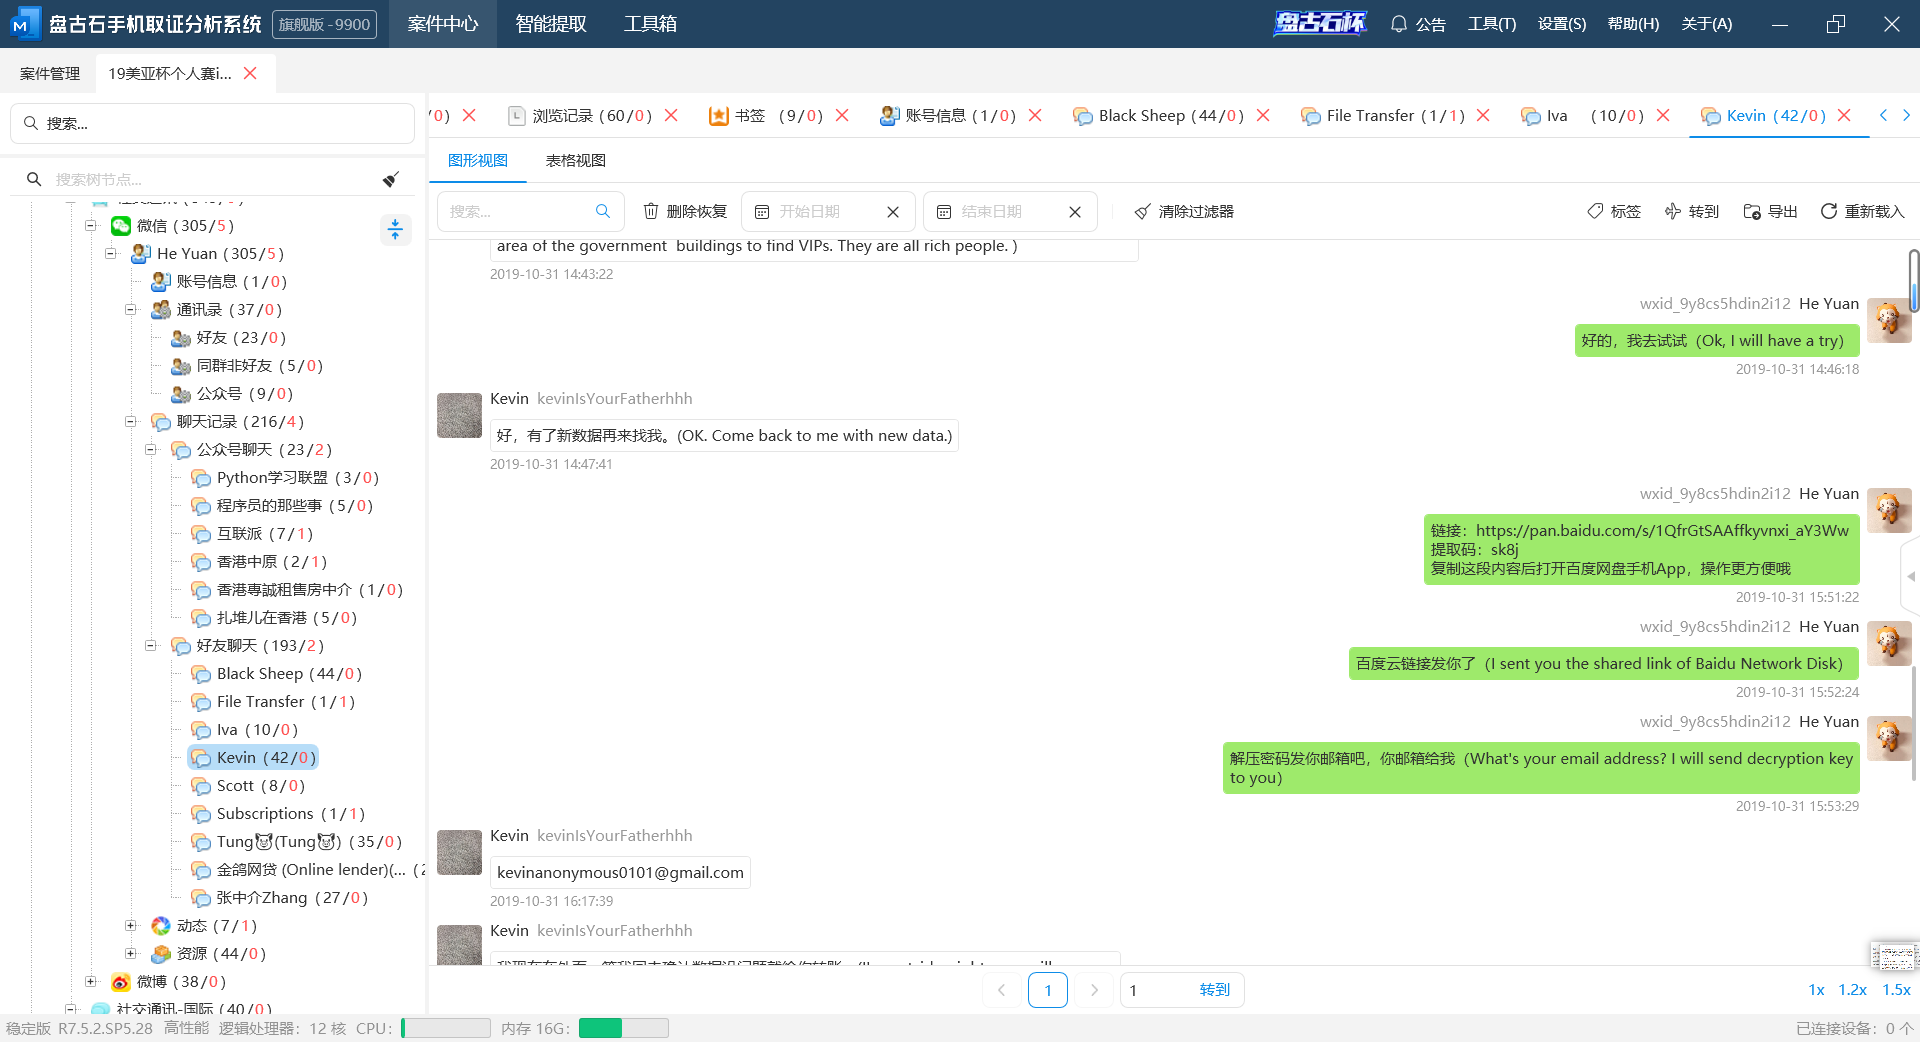 盘古石手机取证分析系统 旗舰版 - 9900 案件中心 智能提取 工具箱 盘古石杯 公告 工具(T) 设置(S) 帮助(H) 关于(A)
案件管理 19美亚杯个人赛i...
搜索...
/0) 浏览记录 (60/0) 书签 (9/0) 账号信息 (1/0) Black Sheep (44/0) File Transfer (1/1) Iva (10/0) Kevin (42/0)
图形视图 表格视图
搜索树节点...
搜索... 删除恢复 开始日期 结束日期 清除过滤器 标签 转到 导出 重新载入
微信 (305/5)
He Yuan (305/5)
账号信息 (1/0)
通讯录 (37/0)
好友 (23/0)
同群非好友 (5/0)
公众号 (9/0)
聊天记录 (216/4)
公众号聊天 (23/2)
Python学习联盟 (3/0)
程序员的那些事 (5/0)
互联派 (7/1)
香港中原 (2/1)
香港專誠租售房中介 (1/0)
扎堆儿在香港 (5/0)
好友聊天 (193/2)
Black Sheep (44/0)
File Transfer (1/1)
Iva (10/0)
Kevin (42/0)
Scott (8/0)
Subscriptions (1/1)
Tung🐷(Tung🐷) (35/0)
金鸽网贷 (Online lender)(... (2
张中介Zhang (27/0)
动态 (7/1)
资源 (44/0)
微博 (38/0)
社交通讯-国际 (40/0)
area of the government buildings to find VIPs. They are all rich people. )
2019-10-31 14:43:22
wxid_9y8cs5hdin2i12 He Yuan
好的，我去试试（Ok, I will have a try）
2019-10-31 14:46:18
Kevin kevinIsYourFatherhhh
好，有了新数据再来找我。(OK. Come back to me with new data.)
2019-10-31 14:47:41
wxid_9y8cs5hdin2i12 He Yuan
链接：https://pan.baidu.com/s/1QfrGtSAAffkyvnxi_aY3Ww
提取码：sk8j
复制这段内容后打开百度网盘手机App，操作更方便哦
2019-10-31 15:51:22
wxid_9y8cs5hdin2i12 He Yuan
百度云链接发你了（I sent you the shared link of Baidu Network Disk）
2019-10-31 15:52:24
wxid_9y8cs5hdin2i12 He Yuan
解压密码发你邮箱吧，你邮箱给我（What's your email address? I will send decryption key
to you）
2019-10-31 15:53:29
Kevin kevinIsYourFatherhhh
kevinanonymous0101@gmail.com
2019-10-31 16:17:39
Kevin kevinIsYourFatherhhh
1 1 转到 1x 1.2x 1.5x
稳定版 R7.5.2.SP5.28 高性能 逻辑处理器：12 核 CPU： 内存 16G： 已连接设备：0 个